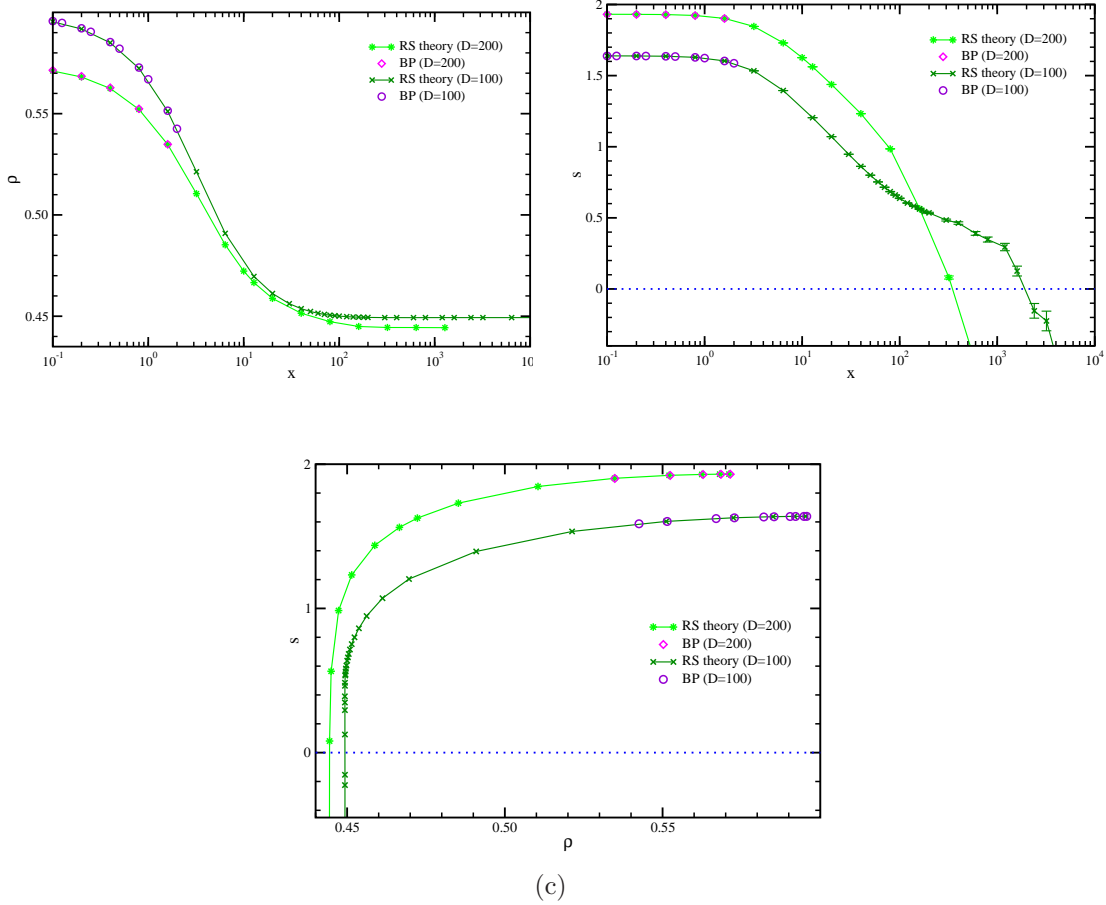 0.55
0.50
0.45
ρ
10^-1
10^0
10^1
10^2
10^3
10
x
RS theory (D=200)
BP (D=200)
RS theory (D=100)
BP (D=100)
2
1.5
1
0.5
0
s
10^-1
10^0
10^1
10^2
10^3
10^4
x
RS theory (D=200)
BP (D=200)
RS theory (D=100)
BP (D=100)
2
1
0
s
0.45
0.50
0.55
ρ
RS theory (D=200)
BP (D=200)
RS theory (D=100)
BP (D=100)
(c)